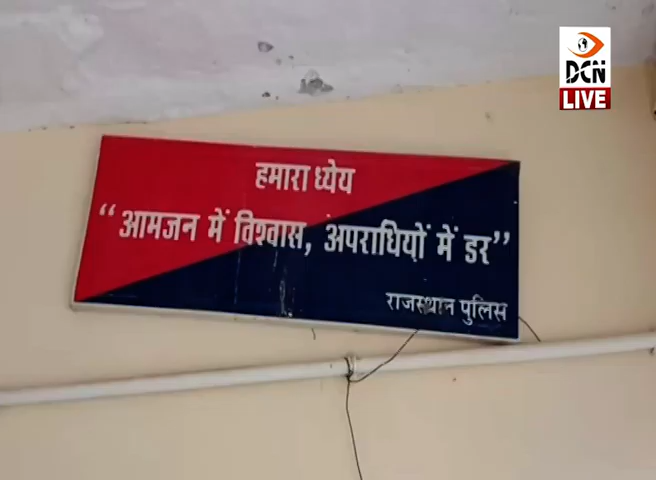 DCN
LIVE
हमारा ध्येय
“आमजन में विश्वास, अपराधियों में डर”
राजस्थान पुलिस